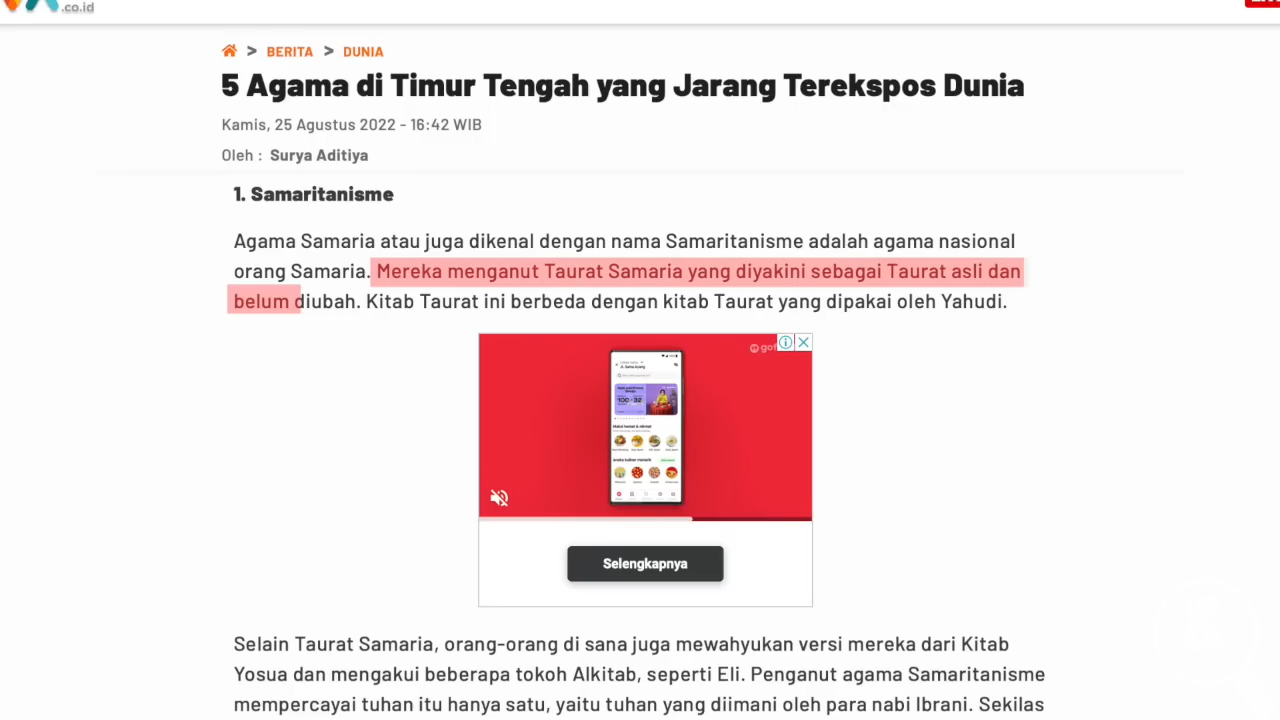 .co.id
> BERITA > DUNIA
5 Agama di Timur Tengah yang Jarang Terekspos Dunia
Kamis, 25 Agustus 2022 - 16:42 WIB
Oleh : Surya Aditiya
1. Samaritanisme
Agama Samaria atau juga dikenal dengan nama Samaritanisme adalah agama nasional
orang Samaria. Mereka menganut Taurat Samaria yang diyakini sebagai Taurat asli dan
belum diubah. Kitab Taurat ini berbeda dengan kitab Taurat yang dipakai oleh Yahudi.
Selengkapnya
Selain Taurat Samaria, orang-orang di sana juga mewahyukan versi mereka dari Kitab
Yosua dan mengakui beberapa tokoh Alkitab, seperti Eli. Penganut agama Samaritanisme
mempercayai tuhan itu hanya satu, yaitu tuhan yang diimani oleh para nabi Ibrani. Sekilas